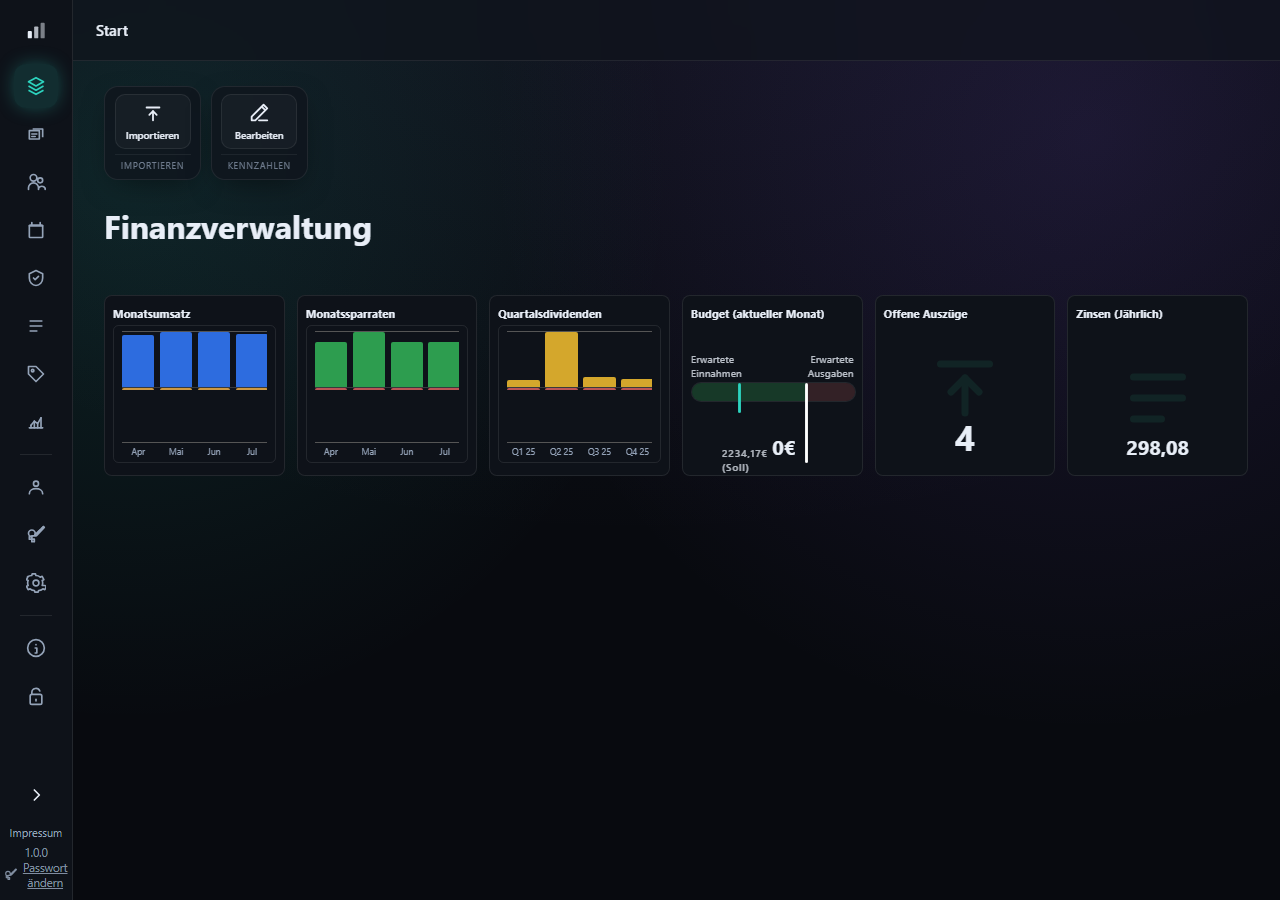 Start
Importieren
IMPORTIEREN
Bearbeiten
KENNZAHLEN
Finanzverwaltung
Monatsumsatz
Apr Mai Jun Jul
Monatssparraten
Apr Mai Jun Jul
Quartalsdividenden
Q1 25 Q2 25 Q3 25 Q4 25
Budget (aktueller Monat)
Erwartete
Einnahmen
Erwartete
Ausgaben
2234,17€
(Soll)
0€
Offene Auszüge
4
Zinsen (Jährlich)
298,08
Impressum
1.0.0
Passwort
ändern